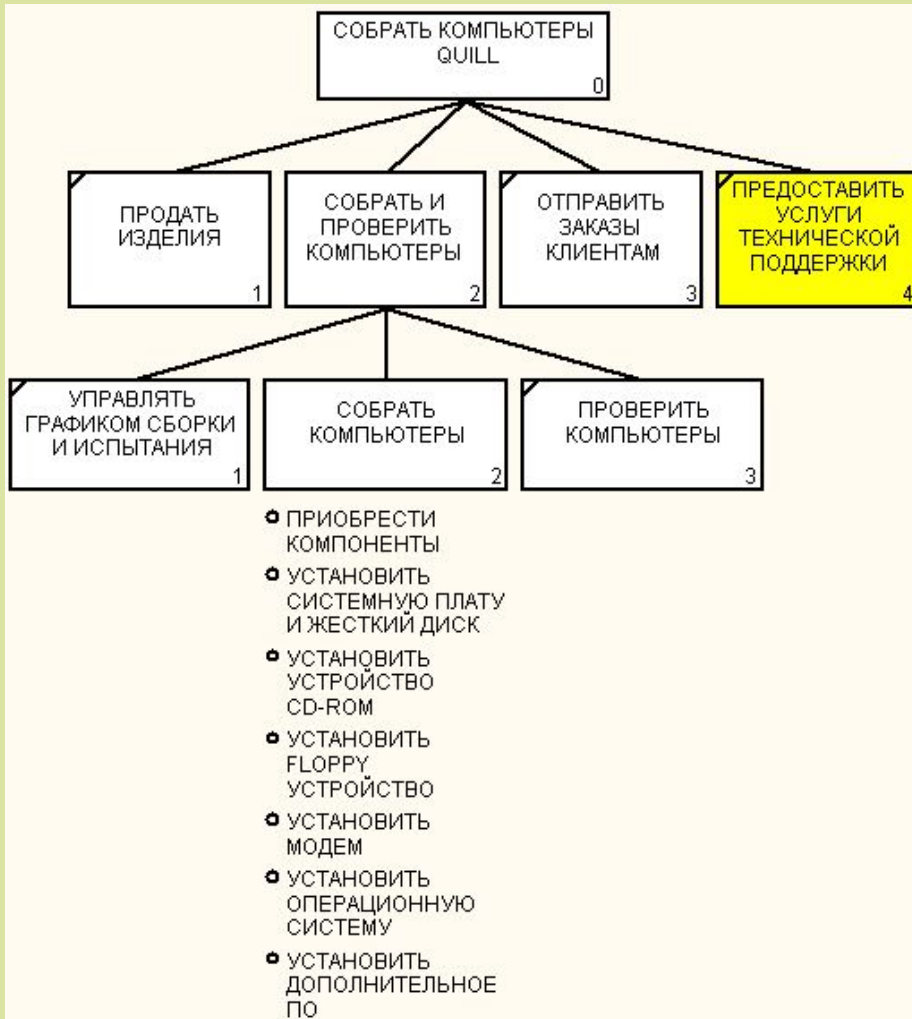 СОБРАТЬ КОМПЬЮТЕРЫ
QUILL
0
ПРОДАТЬ
ИЗДЕЛИЯ
1
СОБРАТЬ И
ПРОВЕРИТЬ
КОМПЬЮТЕРЫ
2
ОТПРАВИТЬ
ЗАКАЗЫ
КЛИЕНТАМ
3
ПРЕДОСТАВИТЬ
УСЛУГИ
ТЕХНИЧЕСКОЙ
ПОДДЕРЖКИ
4
УПРАВЛЯТЬ
ГРАФИКОМ СБОРКИ
И ИСПЫТАНИЯ
1
СОБРАТЬ
КОМПЬЮТЕРЫ
2
ПРОВЕРИТЬ
КОМПЬЮТЕРЫ
3
ПРИОБРЕСТИ
КОМПОНЕНТЫ
УСТАНОВИТЬ
СИСТЕМНУЮ ПЛАТУ
И ЖЕСТКИЙ ДИСК
УСТАНОВИТЬ
УСТРОЙСТВО
CD-ROM
УСТАНОВИТЬ
FLOPPY
УСТРОЙСТВО
УСТАНОВИТЬ
МОДЕМ
УСТАНОВИТЬ
ОПЕРАЦИОННУЮ
СИСТЕМУ
УСТАНОВИТЬ
ДОПОЛНИТЕЛЬНОЕ
ПО